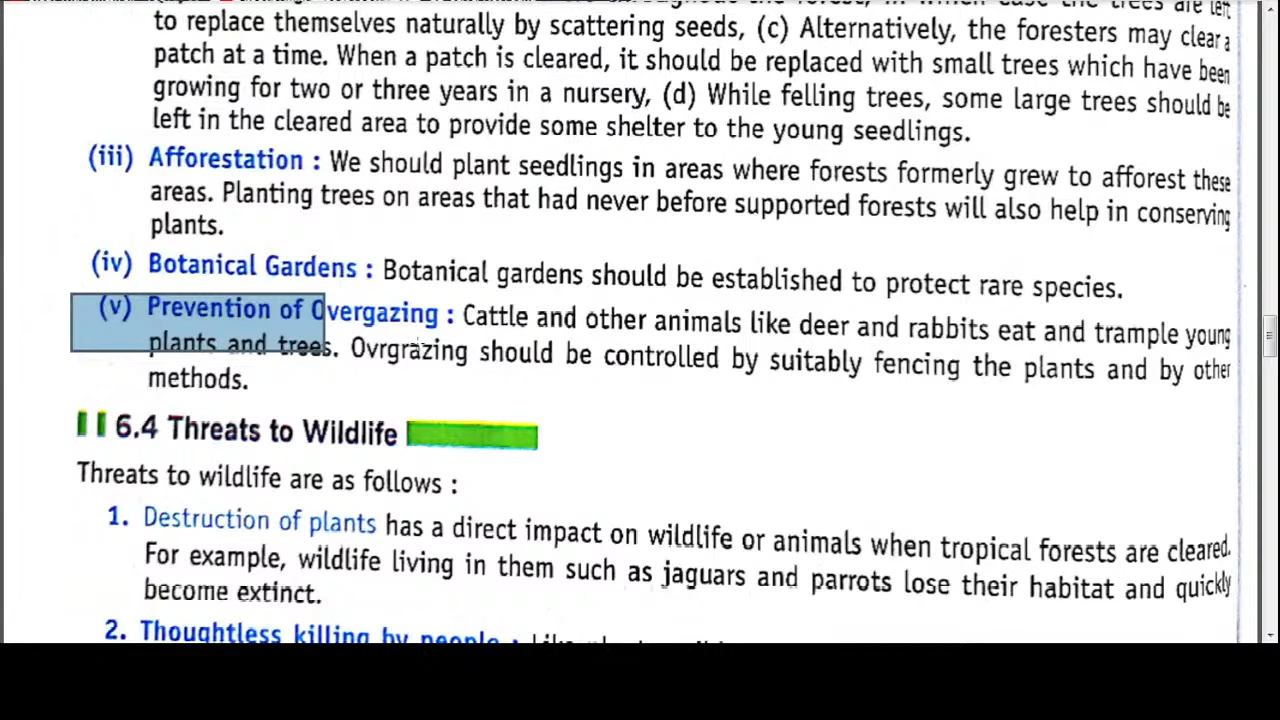 to replace themselves naturally by scattering seeds, (c) Alternatively, the foresters may clear a
patch at a time. When a patch is cleared, it should be replaced with small trees which have been
growing for two or three years in a nursery, (d) While felling trees, some large trees should be
left in the cleared area to provide some shelter to the young seedlings.
(iii) Afforestation : We should plant seedlings in areas where forests formerly grew to afforest these
areas. Planting trees on areas that had never before supported forests will also help in conserving
plants.
(iv) Botanical Gardens : Botanical gardens should be established to protect rare species.
(v) Prevention of Overgazing : Cattle and other animals like deer and rabbits eat and trample young
plants and trees. Ovrgrazing should be controlled by suitably fencing the plants and by other
methods.
6.4 Threats to Wildlife
Threats to wildlife are as follows :
1. Destruction of plants has a direct impact on wildlife or animals when tropical forests are cleared.
For example, wildlife living in them such as jaguars and parrots lose their habitat and quickly
become extinct.
2. Thoughtless killing by people :